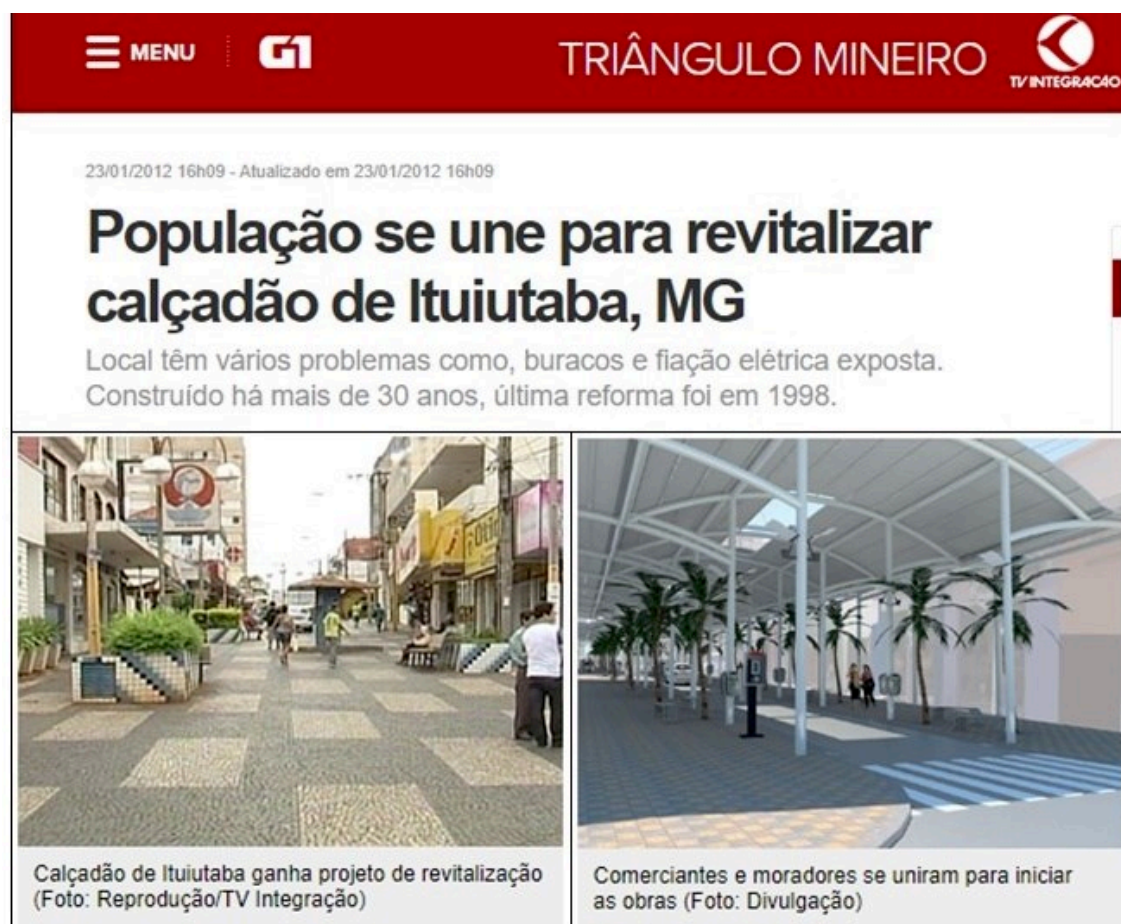 MENU G1 TRIÂNGULO MINEIRO TV INTEGRAÇÃO
23/01/2012 16h09 - Atualizado em 23/01/2012 16h09
População se une para revitalizar
calçadão de Ituiutaba, MG
Local têm vários problemas como, buracos e fiação elétrica exposta.
Construído há mais de 30 anos, última reforma foi em 1998.
Calçadão de Ituiutaba ganha projeto de revitalização
(Foto: Reprodução/TV Integração)
Comerciantes e moradores se uniram para iniciar
as obras (Foto: Divulgação)